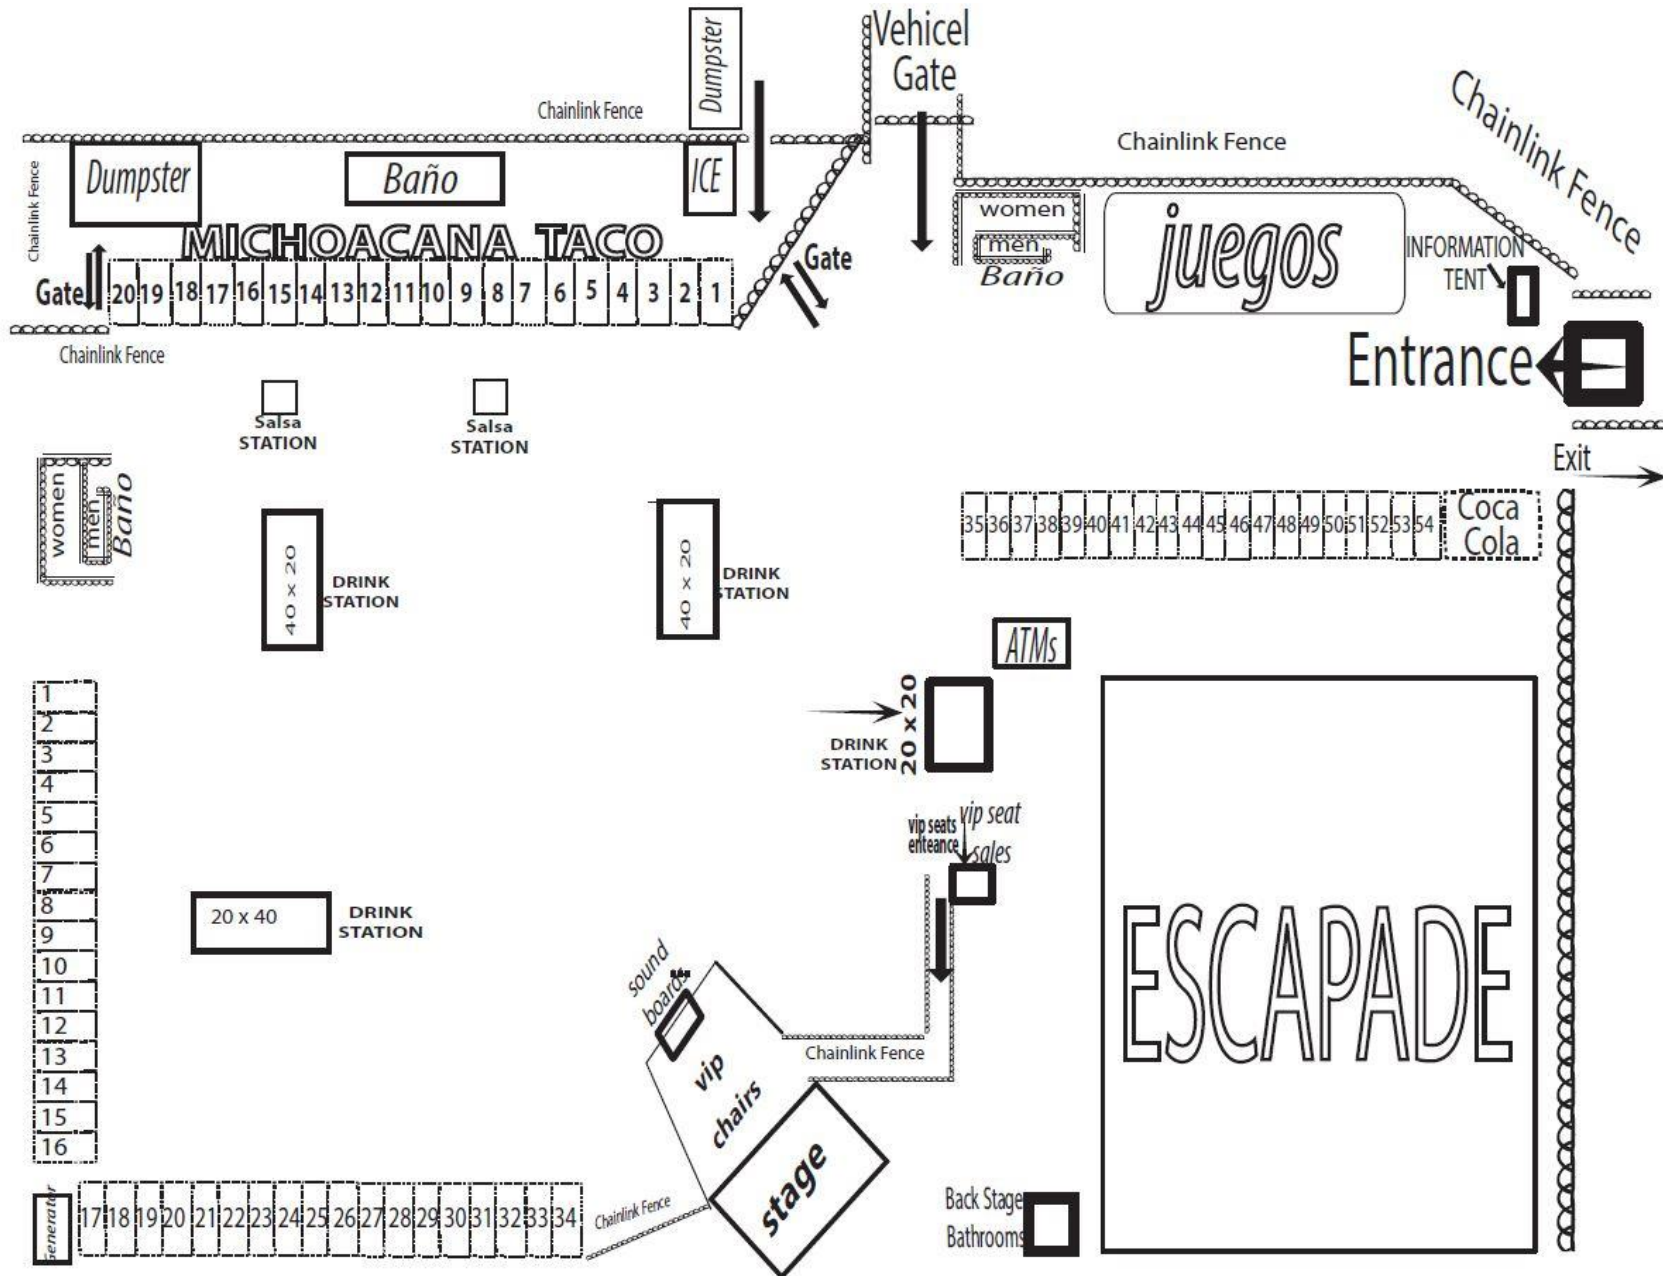 Vehicel
Gate
Dumpster
Chainlink Fence
Chainlink Fence
Chainlink Fence
Chainlink Fence
Dumpster
Baño
ICE
MICHOACANA TACO
Gate
20 19 18 17 16 15 14 13 12 11 10 9 8 7 6 5 4 3 2 1
Gate
women
men
Baño
juegos
INFORMATION
TENT
Chainlink Fence
Entrance
Exit
Salsa
STATION
Salsa
STATION
women
men
Baño
40 x 20
DRINK
STATION
40 x 20
DRINK
STATION
35 36 37 38 39 40 41 42 43 44 45 46 47 48 49 50 51 52 53 54
Coca
Cola
ATMs
20 x 20
DRINK
STATION
1
2
3
4
5
6
7
8
9
10
11
12
13
14
15
16
20 x 40
DRINK
STATION
vip seats
enteance
vip seat
sales
sound
boards
vip
chairs
Chainlink Fence
stage
ESCAPADE
Generator
17 18 19 20 21 22 23 24 25 26 27 28 29 30 31 32 33 34
Chainlink Fence
Back Stage
Bathrooms